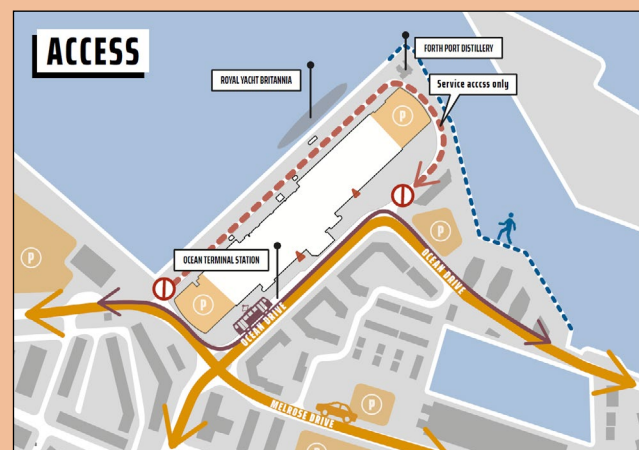 ACCESS
FORTH PORT DISTILLERY
ROYAL YACHT BRITANNIA
Service acccss only
P
P
P
OCEAN TERMINAL STATION
OCEAN DRIVE
P
OCEAN DRIVE
MELROSE DRIVE
P
P